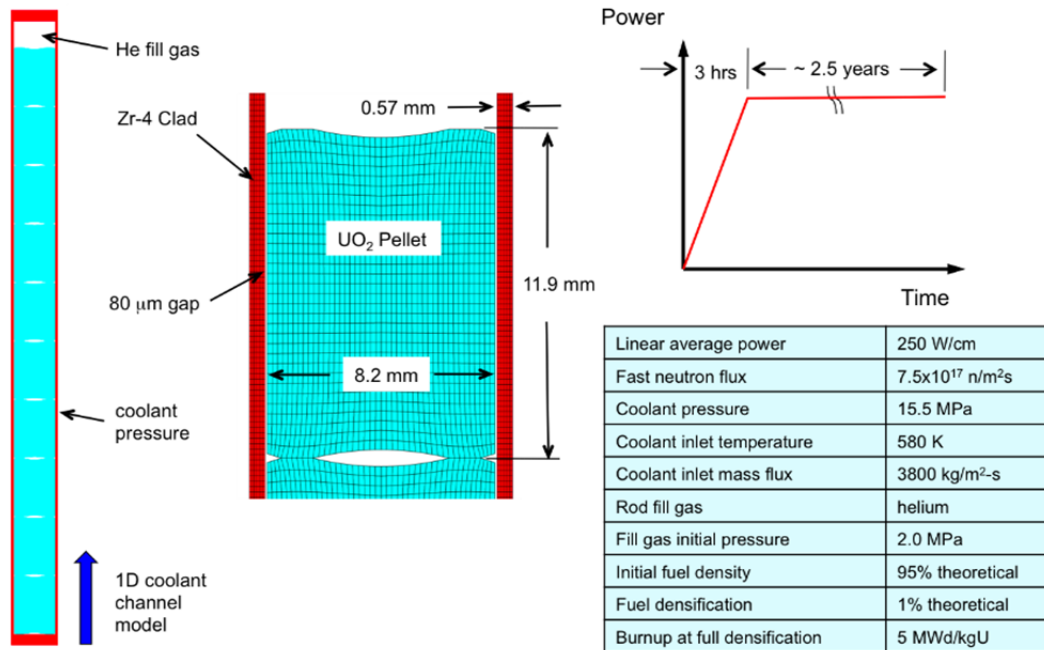 He fill gas
Zr-4 Clad
0.57 mm
UO₂ Pellet
80 μm gap
11.9 mm
8.2 mm
coolant
pressure
1D coolant
channel
model
Power
3 hrs
~ 2.5 years
Time
Linear average power 250 W/cm
Fast neutron flux 7.5x10¹⁷ n/m²s
Coolant pressure 15.5 MPa
Coolant inlet temperature 580 K
Coolant inlet mass flux 3800 kg/m²-s
Rod fill gas helium
Fill gas initial pressure 2.0 MPa
Initial fuel density 95% theoretical
Fuel densification 1% theoretical
Burnup at full densification 5 MWd/kgU